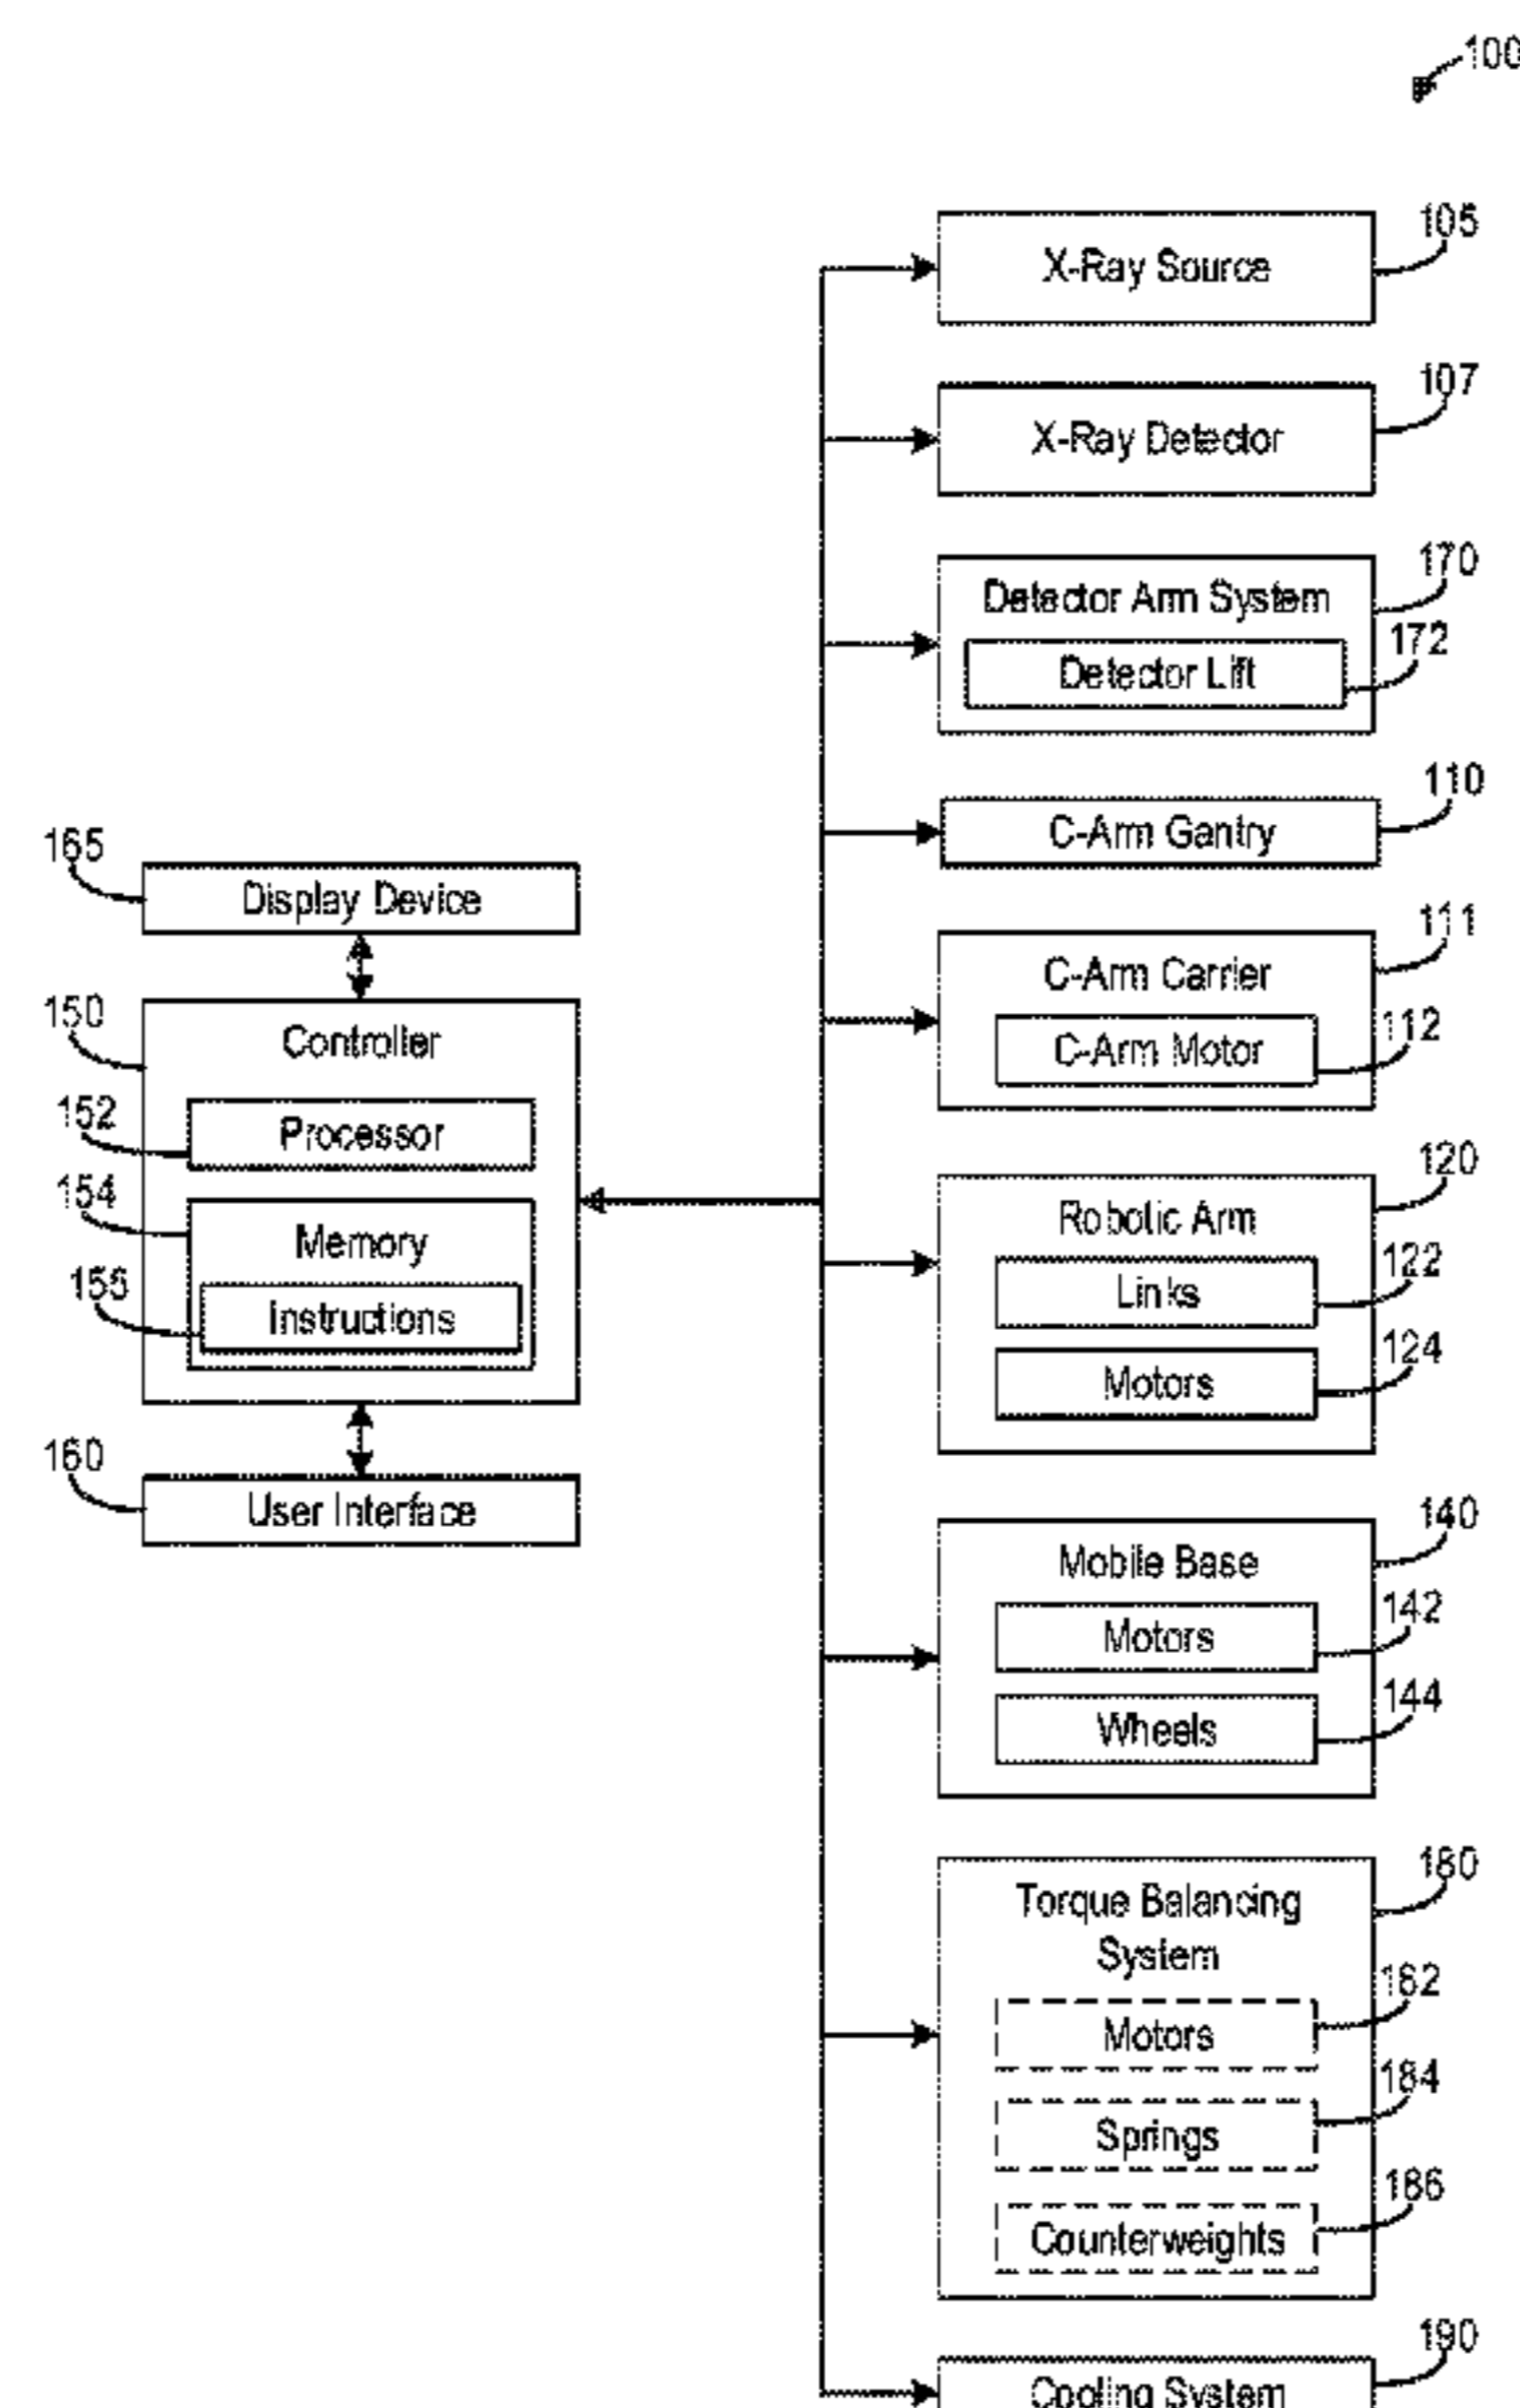 100
X-Ray Source
105
X-Ray Detector
107
Detector Arm System
170
Detector Lift
172
C-Arm Gantry
110
C-Arm Carrier
111
C-Arm Motor
112
165
Display Device
150
Controller
152
Processor
154
Memory
155
Instructions
160
User Interface
Robotic Arm
120
Links
122
Motors
124
Mobile Base
140
Motors
142
Wheels
144
Torque Balancing
System
180
Motors
182
Springs
184
Counterweights
186
Cooling System
190